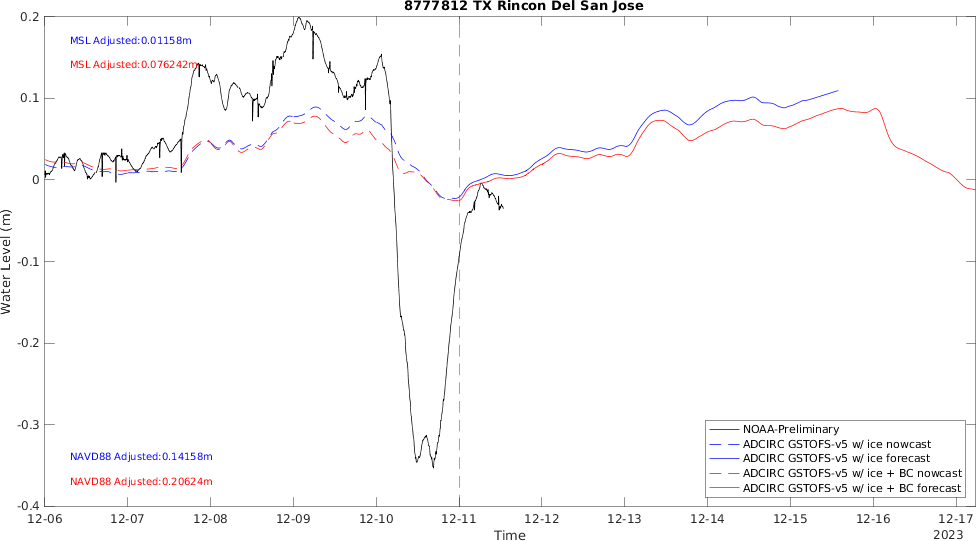 8777812 TX Rincon Del San Jose
MSL Adjusted:0.01158m
MSL Adjusted:0.076242m
NAVD88 Adjusted:0.14158m
NAVD88 Adjusted:0.20624m
Water Level (m)
0.2
0.1
0
-0.1
-0.2
-0.3
-0.4
NOAA-Preliminary
ADCIRC GSTOFS-v5 w/ ice nowcast
ADCIRC GSTOFS-v5 w/ ice forecast
ADCIRC GSTOFS-v5 w/ ice + BC nowcast
ADCIRC GSTOFS-v5 w/ ice + BC forecast
12-06 12-07 12-08 12-09 12-10 12-11 12-12 12-13 12-14 12-15 12-16 12-17
Time
2023